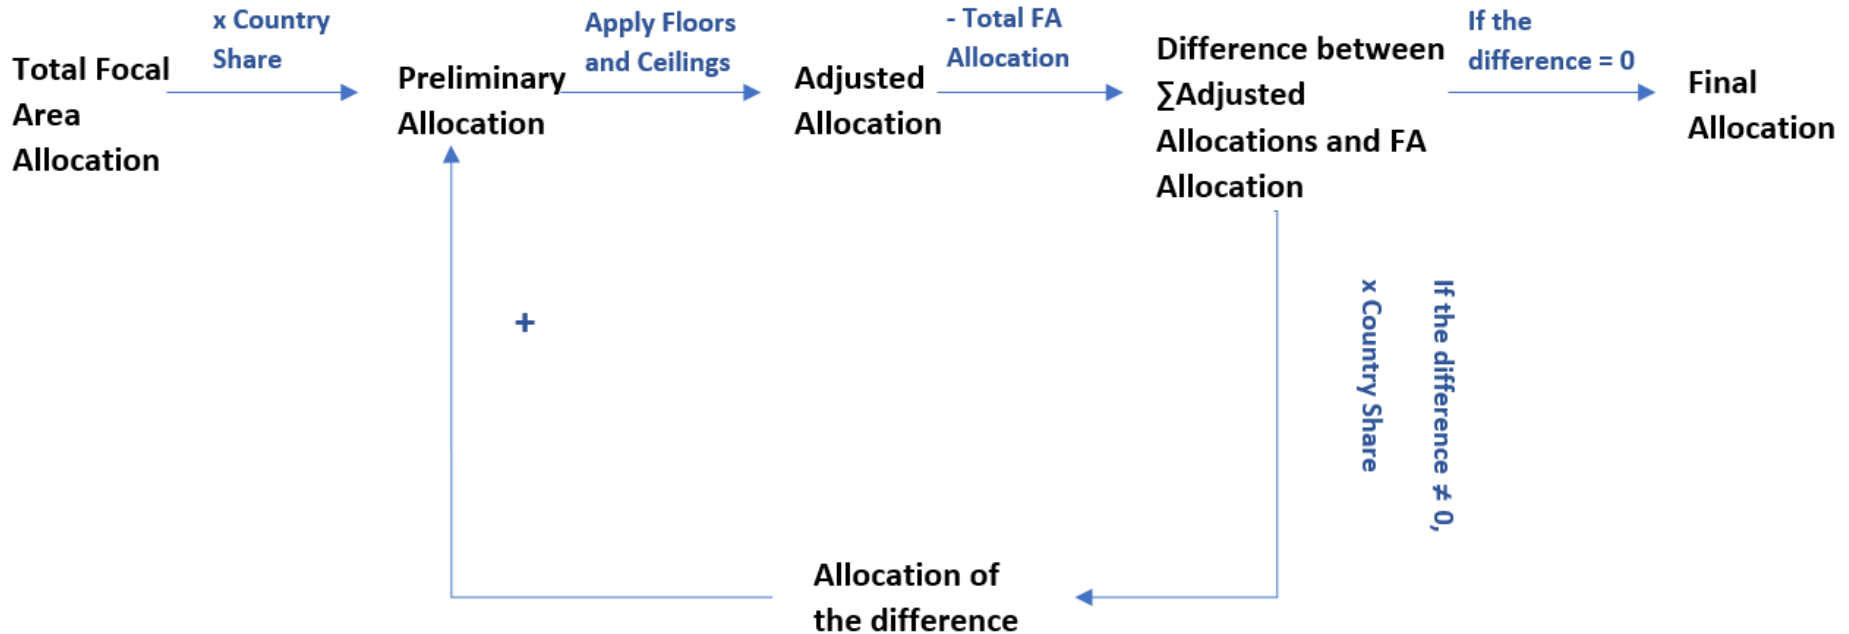 Total Focal
Area
Allocation
x Country
Share
Preliminary
Allocation
Apply Floors
and Ceilings
Adjusted
Allocation
- Total FA
Allocation
Difference between
∑Adjusted
Allocations and FA
Allocation
If the
difference = 0
Final
Allocation
If the difference ≠ 0,
x Country Share
Allocation of
the difference
+